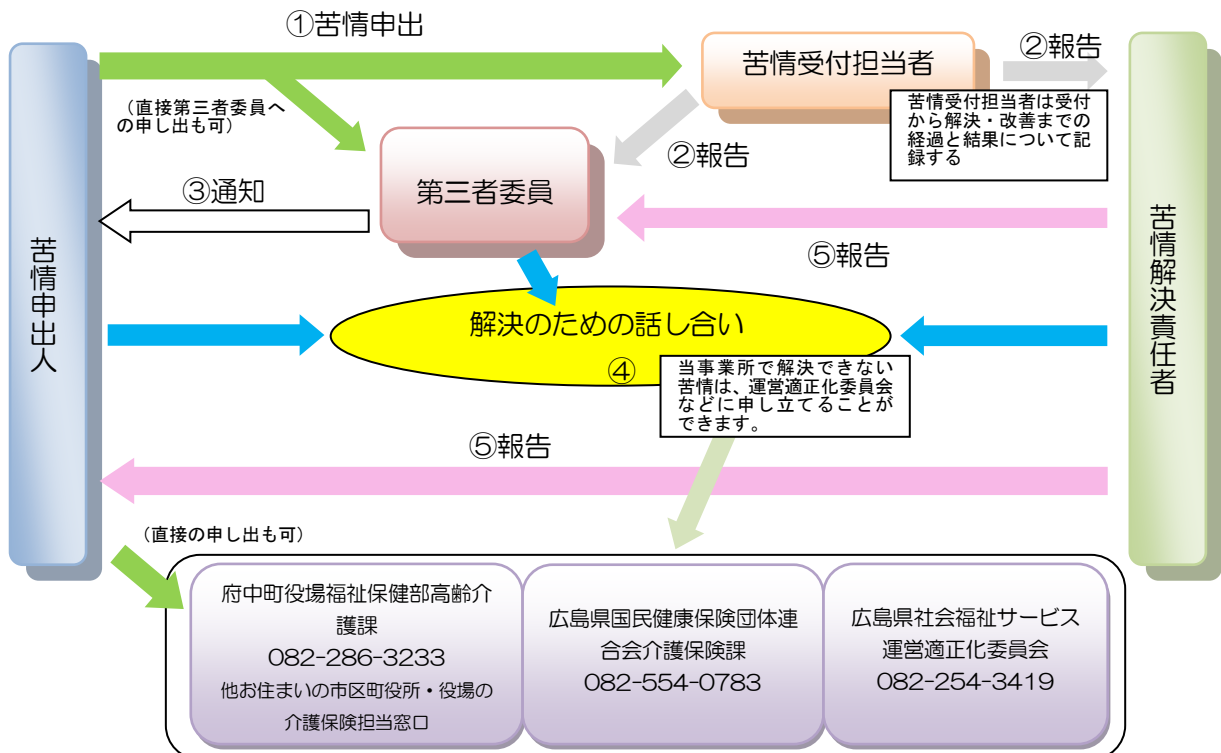 ①苦情申出
苦情受付担当者
②報告
（直接第三者委員へ
の申し出も可）
苦情受付担当者は受付
から解決・改善までの
経過と結果について記
録する
②報告
第三者委員
③通知
苦情申出人
⑤報告
苦情解決責任者
解決のための話し合い
④
当事業所で解決できない
苦情は、運営適正化委員会
などに申し立てることが
できます。
⑤報告
（直接の申し出も可）
府中町役場福祉保健部高齢介
護課
082-286-3233
他お住まいの市区町役所・役場の
介護保険担当窓口
広島県国民健康保険団体連
合会介護保険課
082-554-0783
広島県社会福祉サービス
運営適正化委員会
082-254-3419